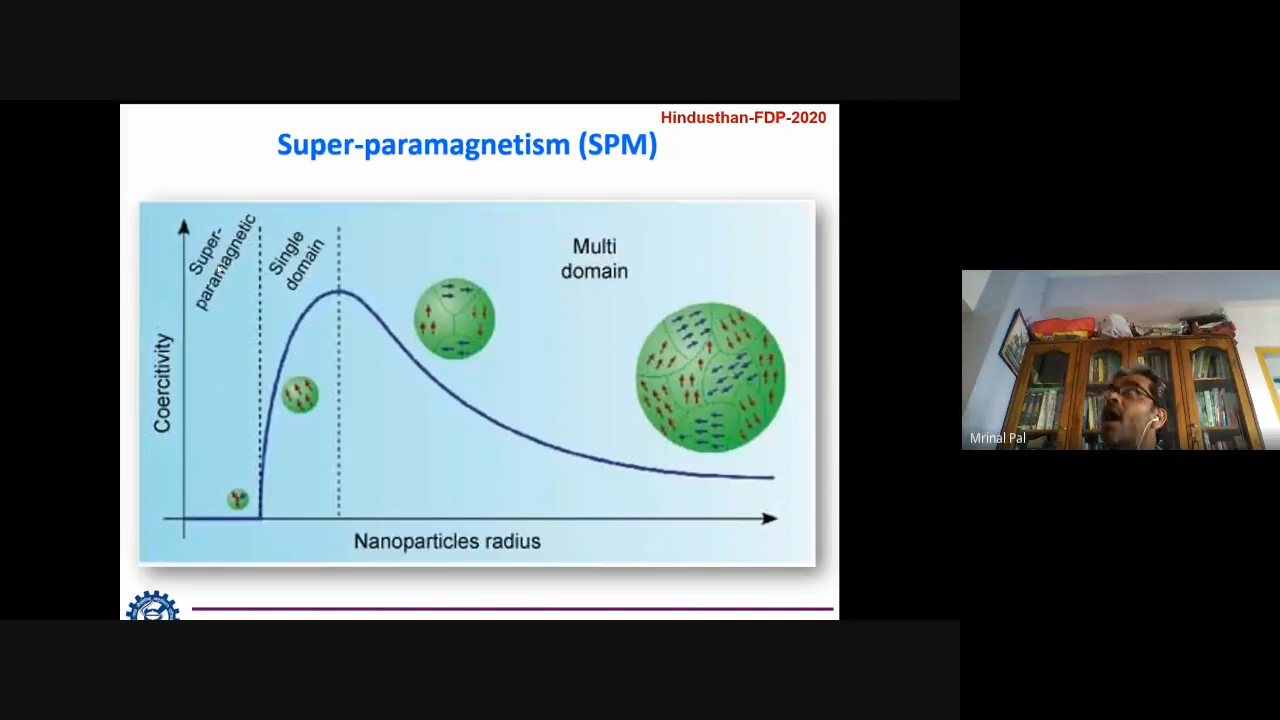 Hindusthan-FDP-2020
Super-paramagnetism (SPM)
Super-
paramagnetic
Single
domain
Multi
domain
Coercitivity
Nanoparticles radius
Mrinal Pal